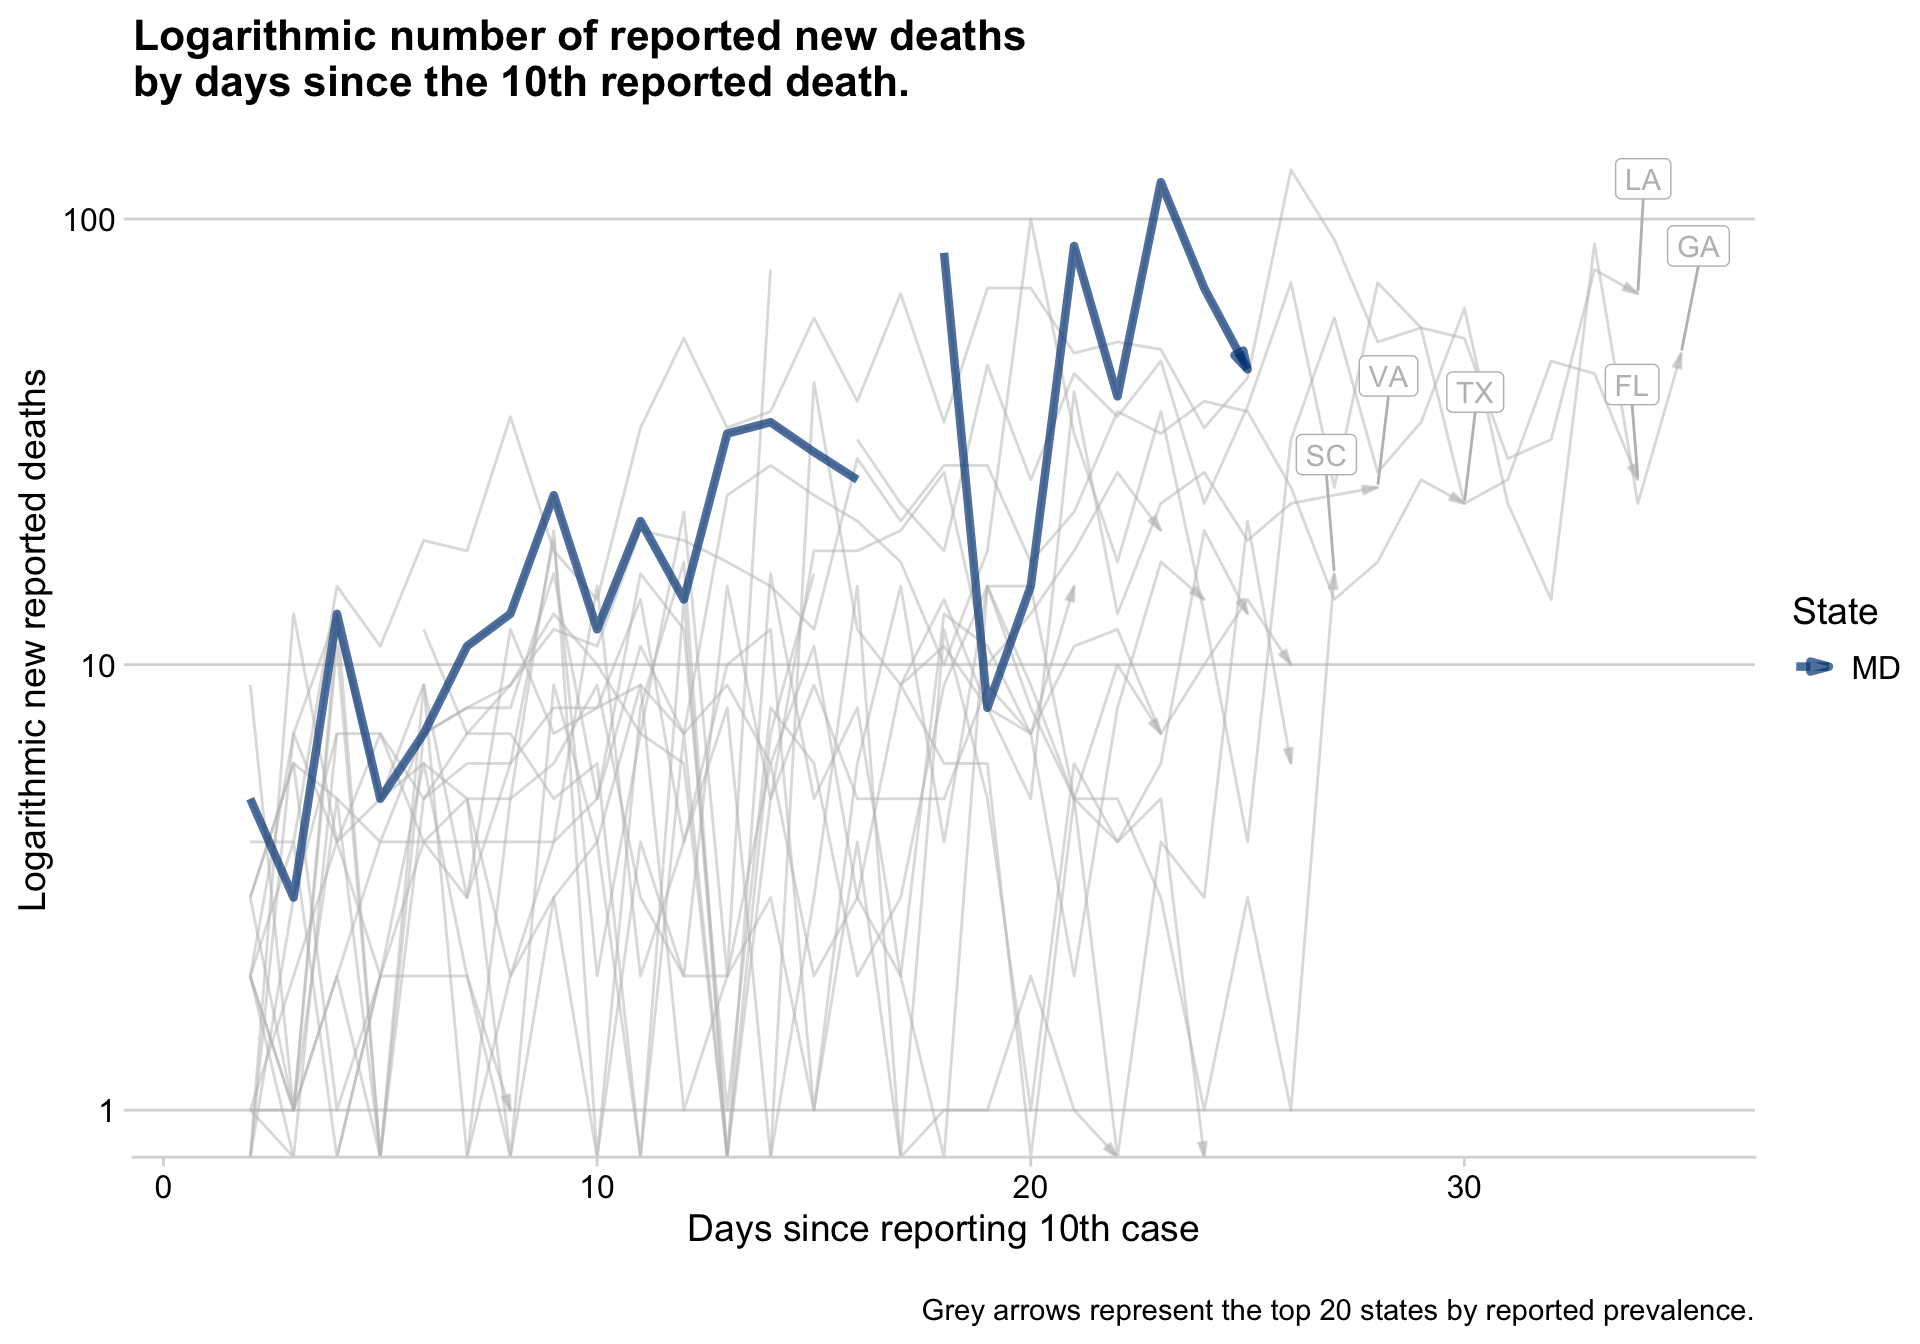 Logarithmic number of reported new deaths
by days since the 10th reported death.
LA
GA
100
VA
TX
FL
SC
Logarithmic new reported deaths
State
MD
10
1
0
10
20
30
Days since reporting 10th case
Grey arrows represent the top 20 states by reported prevalence.